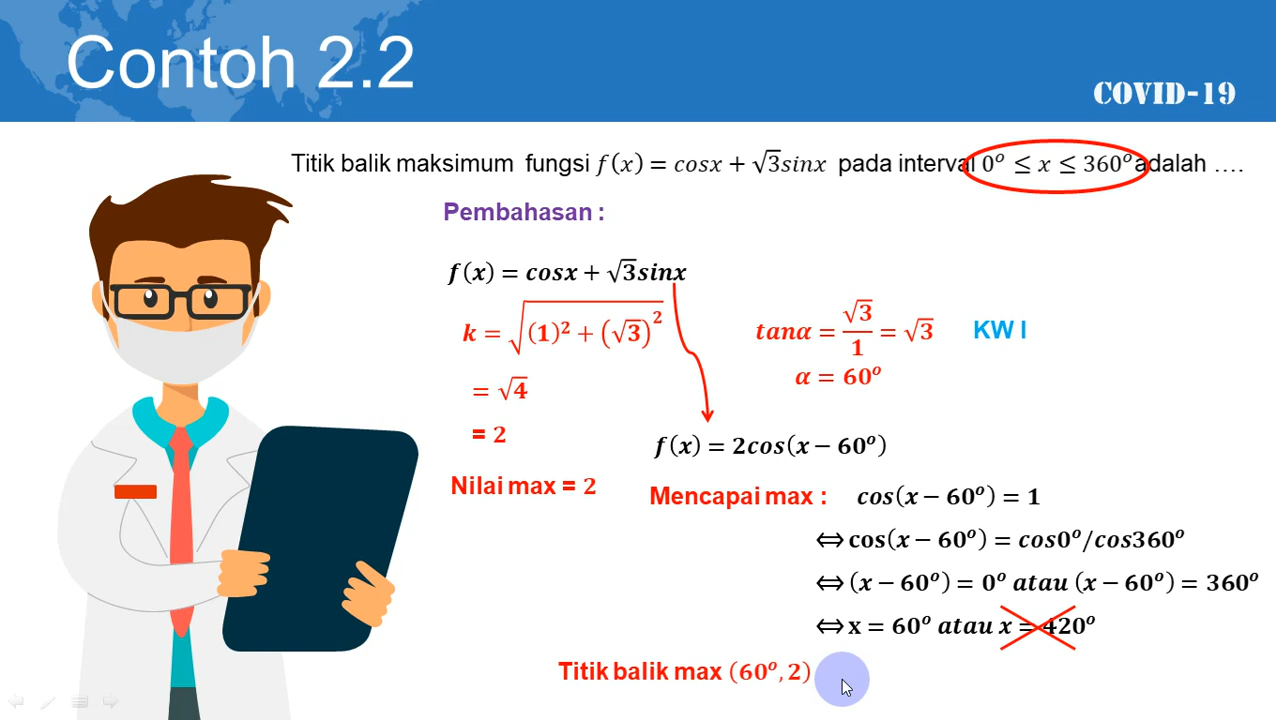 Contoh 2.2
COVID-19
Titik balik maksimum fungsi f(x) = cosx + √3sinx pada interval 0° ≤ x ≤ 360° adalah ….
Pembahasan :
f(x) = cosx + √3sinx
k = √((1)² + (√3)²)
= √4
= 2
Nilai max = 2
tanα = √3/1 = √3
KW I
α = 60°
f(x) = 2cos(x − 60°)
Mencapai max : cos(x − 60°) = 1
⇔ cos(x − 60°) = cos0°/cos360°
⇔ (x − 60°) = 0° atau (x − 60°) = 360°
⇔ x = 60° atau x = 420°
Titik balik max (60°, 2)